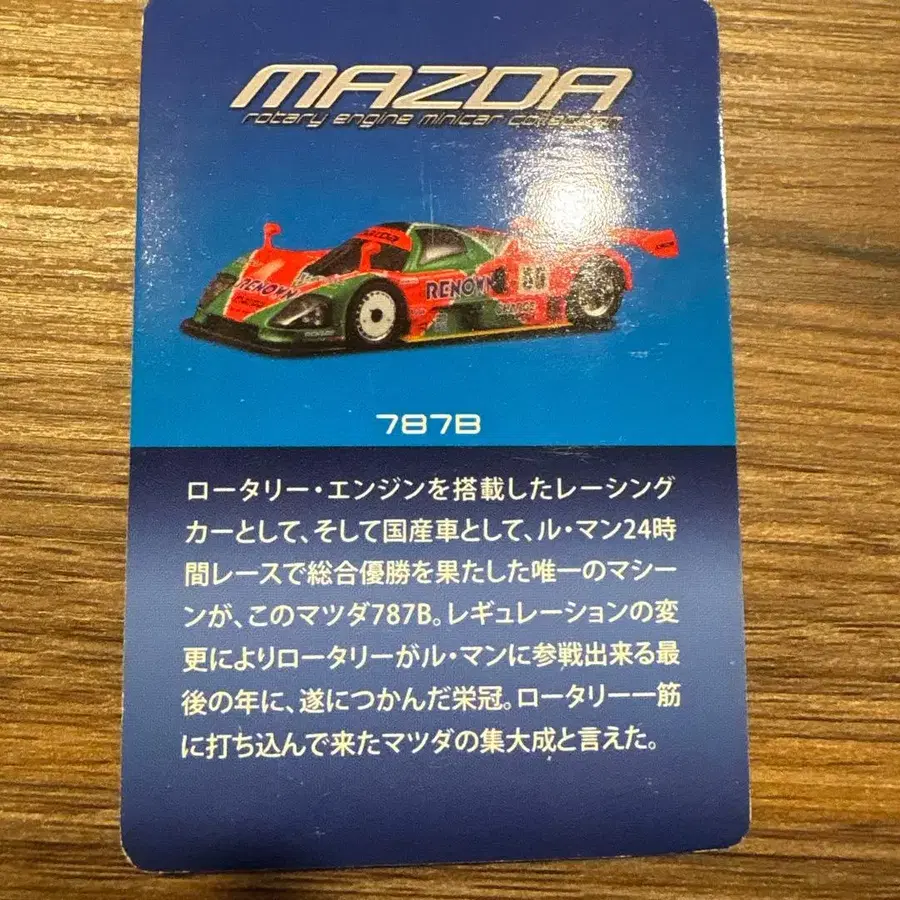 MAZDA
rotary engine minicar collection
RENOWN
RENOWN
787B
ロータリー・エンジンを搭載したレーシング
カーとして、そして国産車として、ル・マン24時
間レースで総合優勝を果たした唯一のマシー
ンが、このマツダ787B。レギュレーションの変
更によりロータリーがル・マンに参戦出来る最
後の年に、遂につかんだ栄冠。ロータリー一筋
に打ち込んで来たマツダの集大成と言えた。